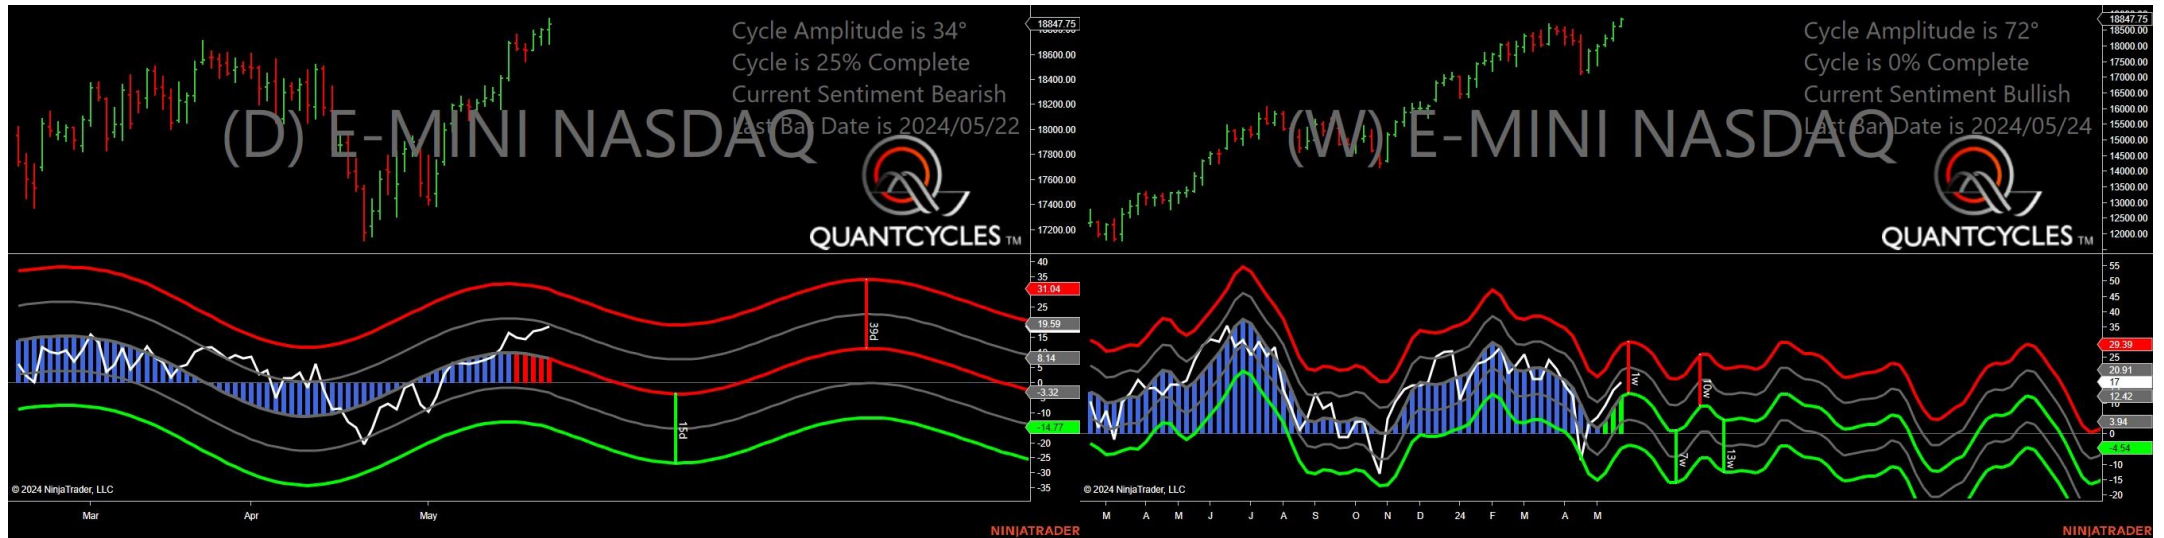 Cycle Amplitude is 34°
Cycle is 25% Complete
Current Sentiment Bearish
Last Bar Date is 2024/05/22
(D) E-MINI NASDAQ
QUANTCYCLES TM
18847.75
18600.00
18400.00
18200.00
18000.00
17800.00
17600.00
17400.00
17200.00
40
35
31.04
25
19.59
15
8.14
5
0
-3.32
-10
-14.77
-20
-25
-30
-35
39d
15d
© 2024 NinjaTrader, LLC
Mar Apr May
NINJATRADER
Cycle Amplitude is 72°
Cycle is 0% Complete
Current Sentiment Bullish
Last Bar Date is 2024/05/24
(W) E-MINI NASDAQ
QUANTCYCLES TM
18847.75
18500.00
18000.00
17500.00
17000.00
16500.00
16000.00
15500.00
15000.00
14500.00
14000.00
13500.00
13000.00
12500.00
12000.00
55
50
45
40
35
29.39
25
20.91
17
12.42
3.94
0
-4.54
-10
-15
-20
1w
10w
7w
13w
© 2024 NinjaTrader, LLC
M A M J J A S O N D 24 F M A M
NINJATRADER